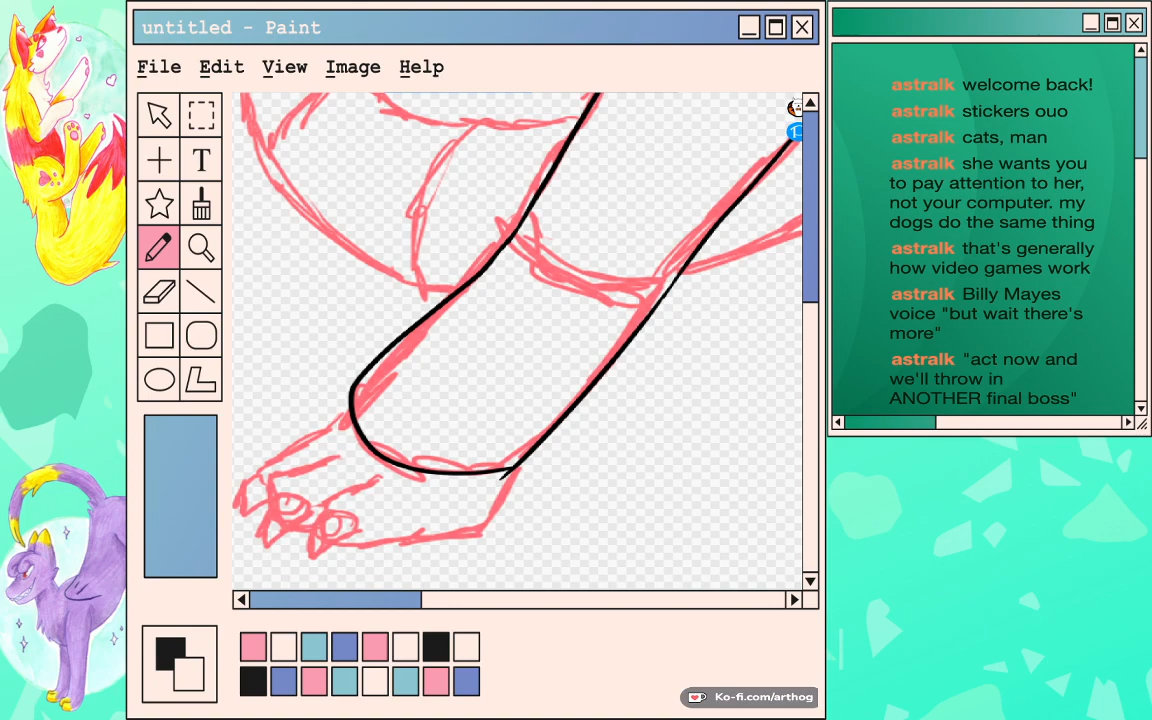 untitled - Paint
File Edit View Image Help
T
astralk welcome back!
astralk stickers ouo
astralk cats, man
astralk she wants you
to pay attention to her,
not your computer. my
dogs do the same thing
astralk that's generally
how video games work
astralk Billy Mayes
voice "but wait there's
more"
astralk "act now and
we'll throw in
ANOTHER final boss"
Ko-fi.com/arthog